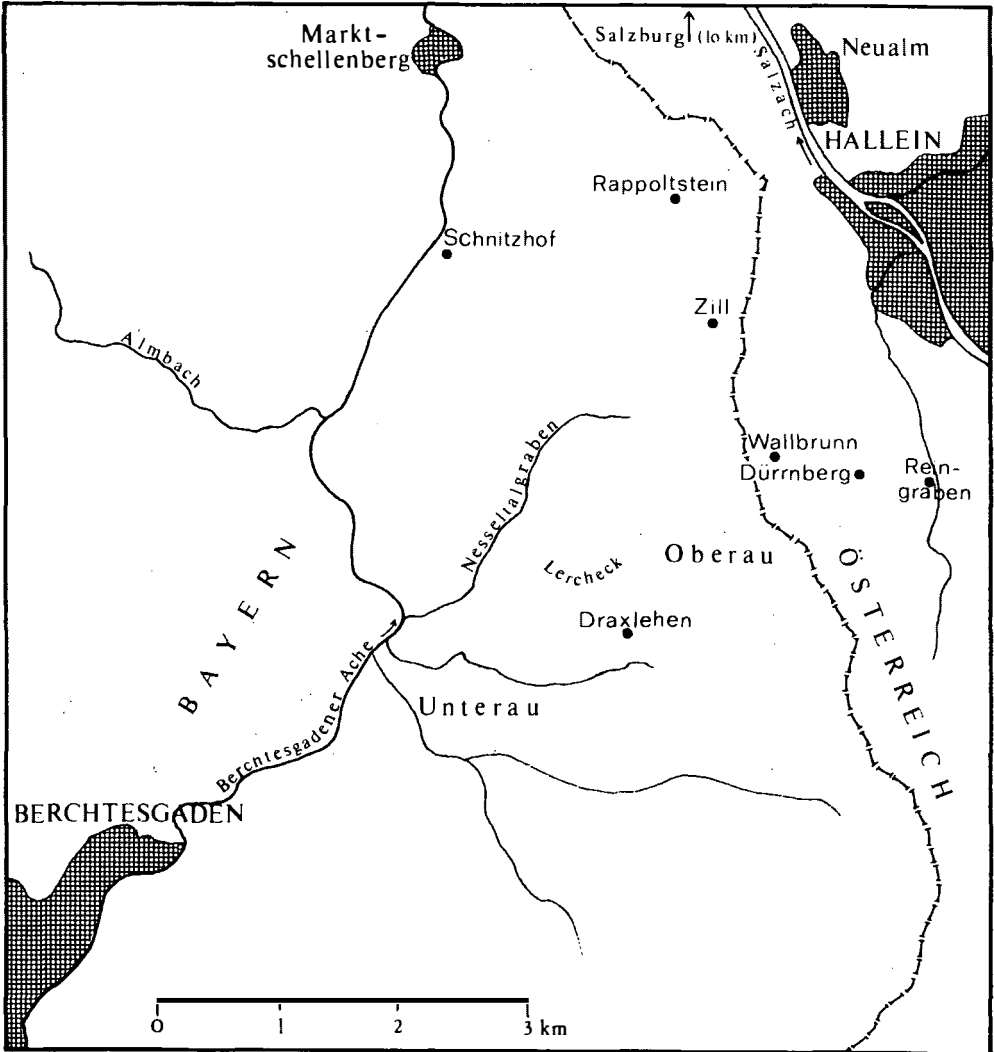 Markt-
schellenberg
Salzburg (10 km)
Salzach
Neualm
HALLEIN
Rappoltstein
Schnitzhof
Zill
Almbach
Wallbrunn
Dürrnberg
Rein-
graben
Nesseltalgraben
Lercheck
Oberau
BAYERN
ÖSTERREICH
Draxlehen
Berchtesgadener Ache
Unterau
BERCHTESGADEN
0 1 2 3 km